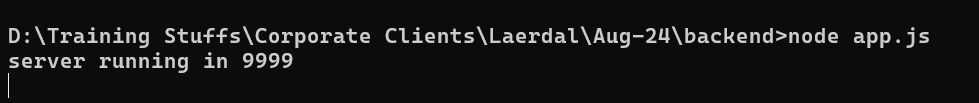 D:\Training Stuffs\Corporate Clients\Laerdal\Aug-24\backend>node app.js
server running in 9999